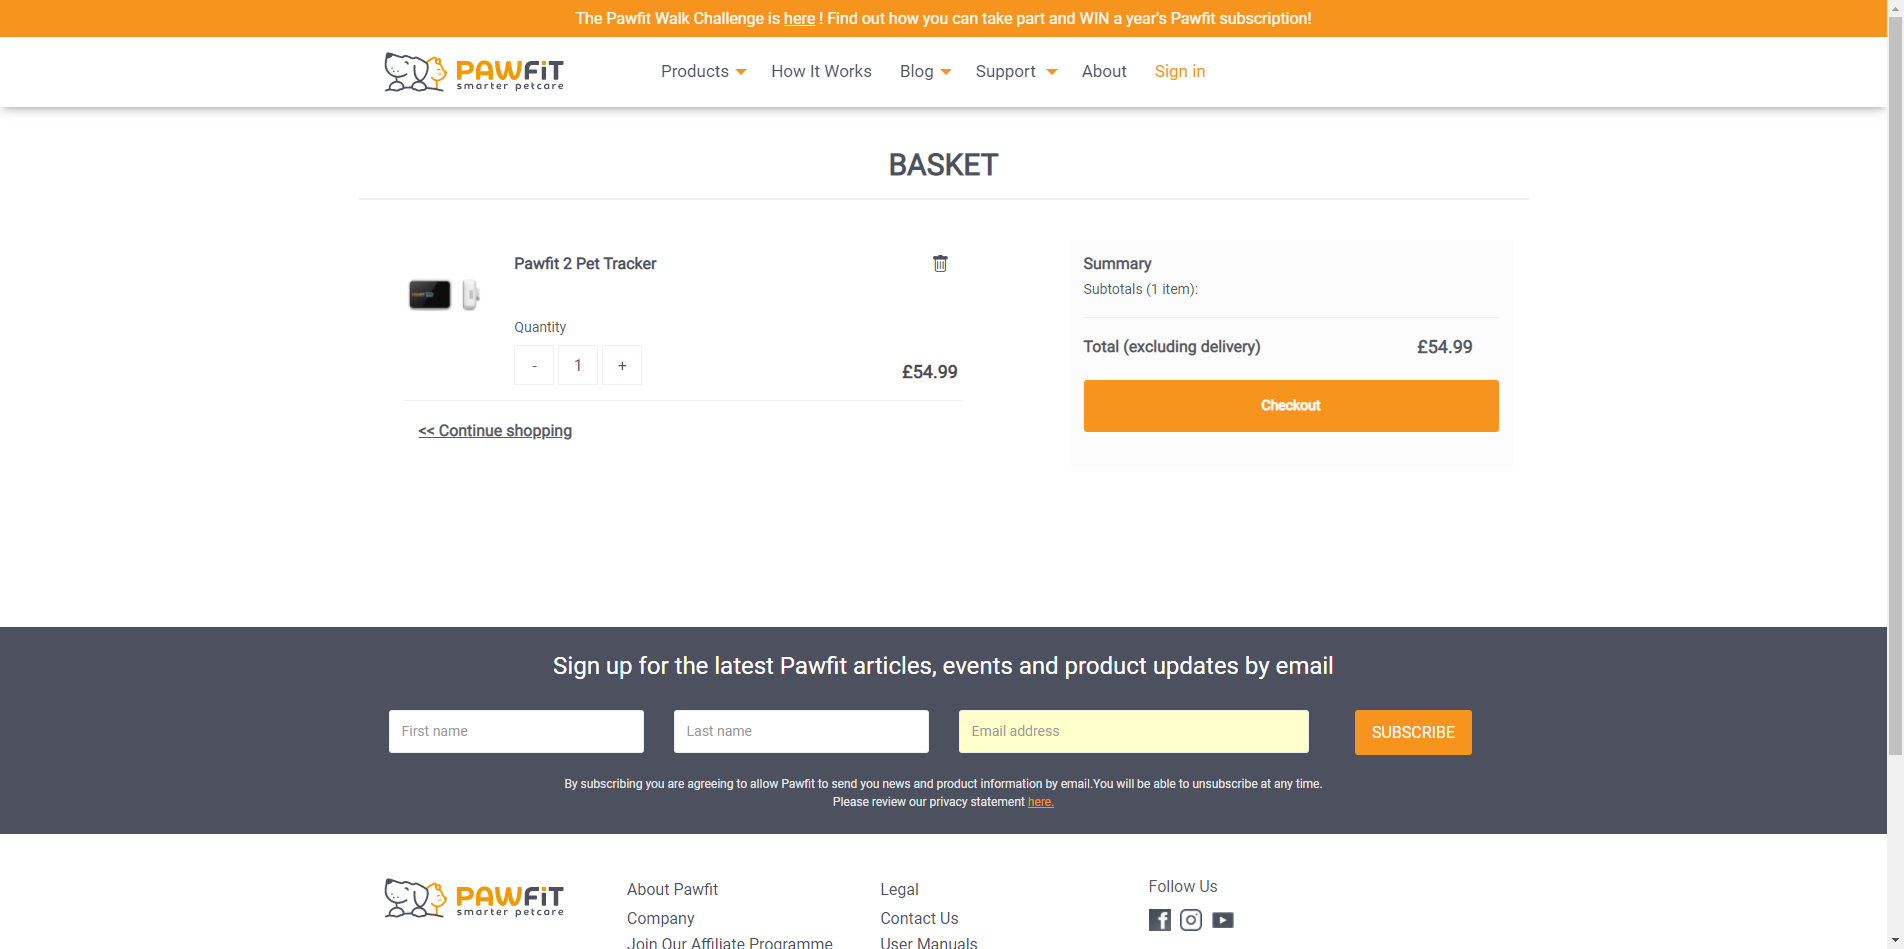 The Pawfit Walk Challenge is here ! Find out how you can take part and WIN a year's Pawfit subscription!
PAWFiT
smarter petcare
Products
How It Works
Blog
Support
About
Sign in
BASKET
Pawfit 2 Pet Tracker
Quantity
- 1 +
£54.99
<< Continue shopping
Summary
Subtotals (1 item):
Total (excluding delivery) £54.99
Checkout
Sign up for the latest Pawfit articles, events and product updates by email
First name
Last name
Email address
SUBSCRIBE
By subscribing you are agreeing to allow Pawfit to send you news and product information by email.You will be able to unsubscribe at any time.
Please review our privacy statement here.
PAWFiT
smarter petcare
About Pawfit
Company
Join Our Affiliate Programme
Legal
Contact Us
User Manuals
Follow Us